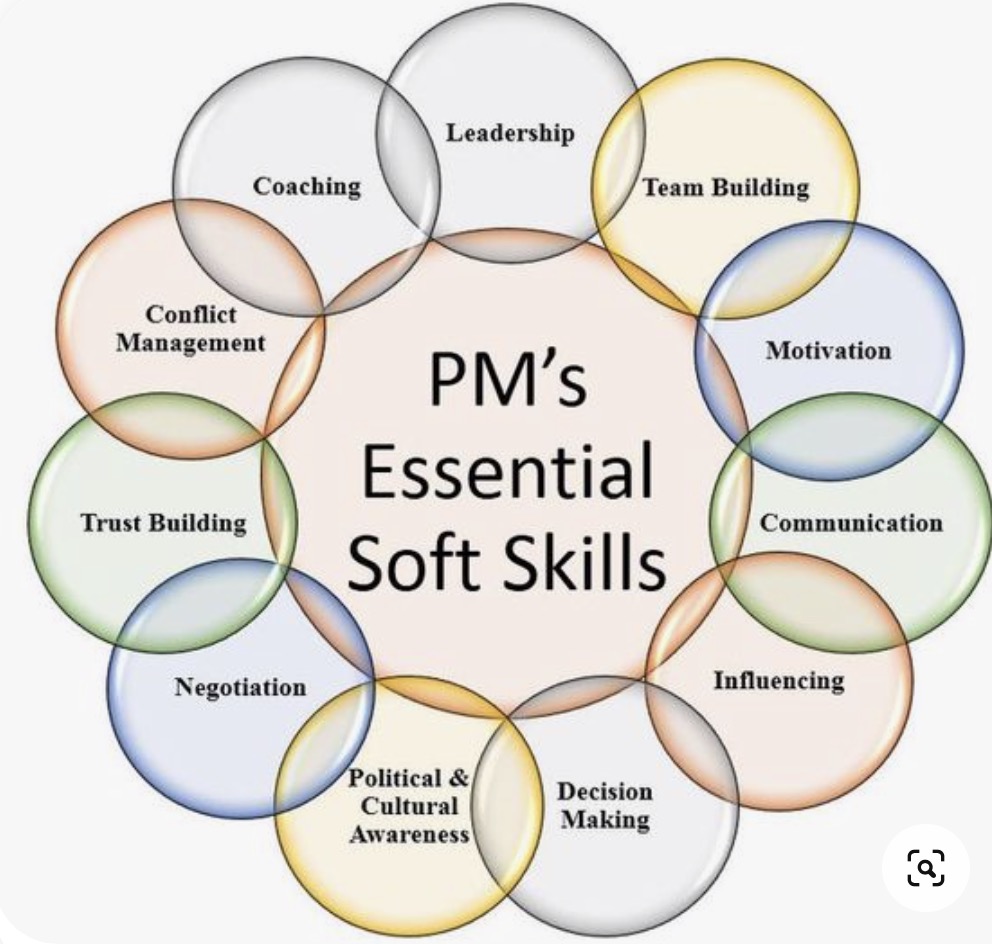 Leadership
Team Building
Motivation
Communication
Influencing
Decision
Making
Political &
Cultural
Awareness
Negotiation
Trust Building
Conflict
Management
Coaching
PM’s
Essential
Soft Skills